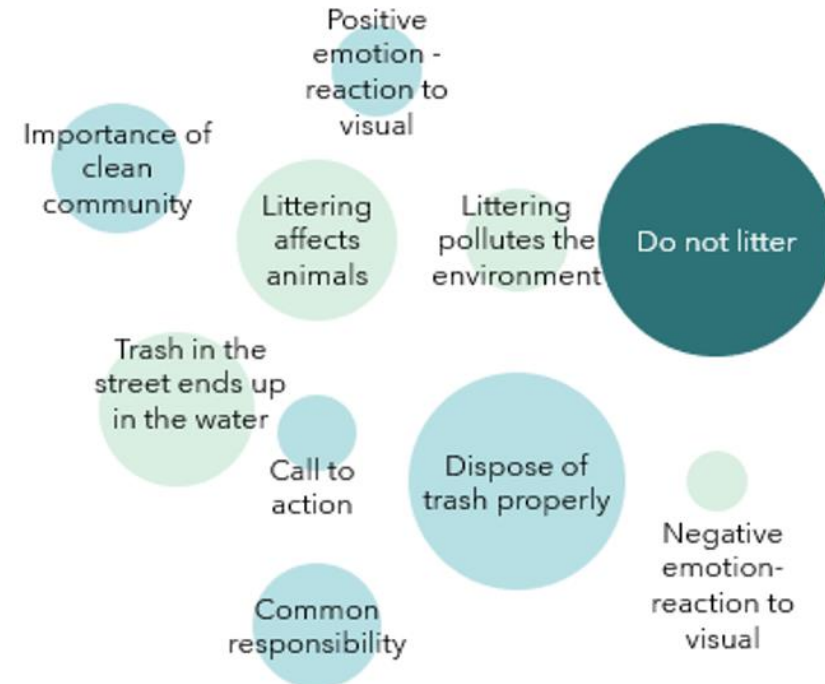 Positive
emotion -
reaction to
visual
Importance of
clean
community
Littering
affects
animals
Littering
pollutes the
environment
Do not litter
Trash in the
street ends up
in the water
Call to
action
Dispose of
trash properly
Negative
emotion-
reaction to
visual
Common
responsibility